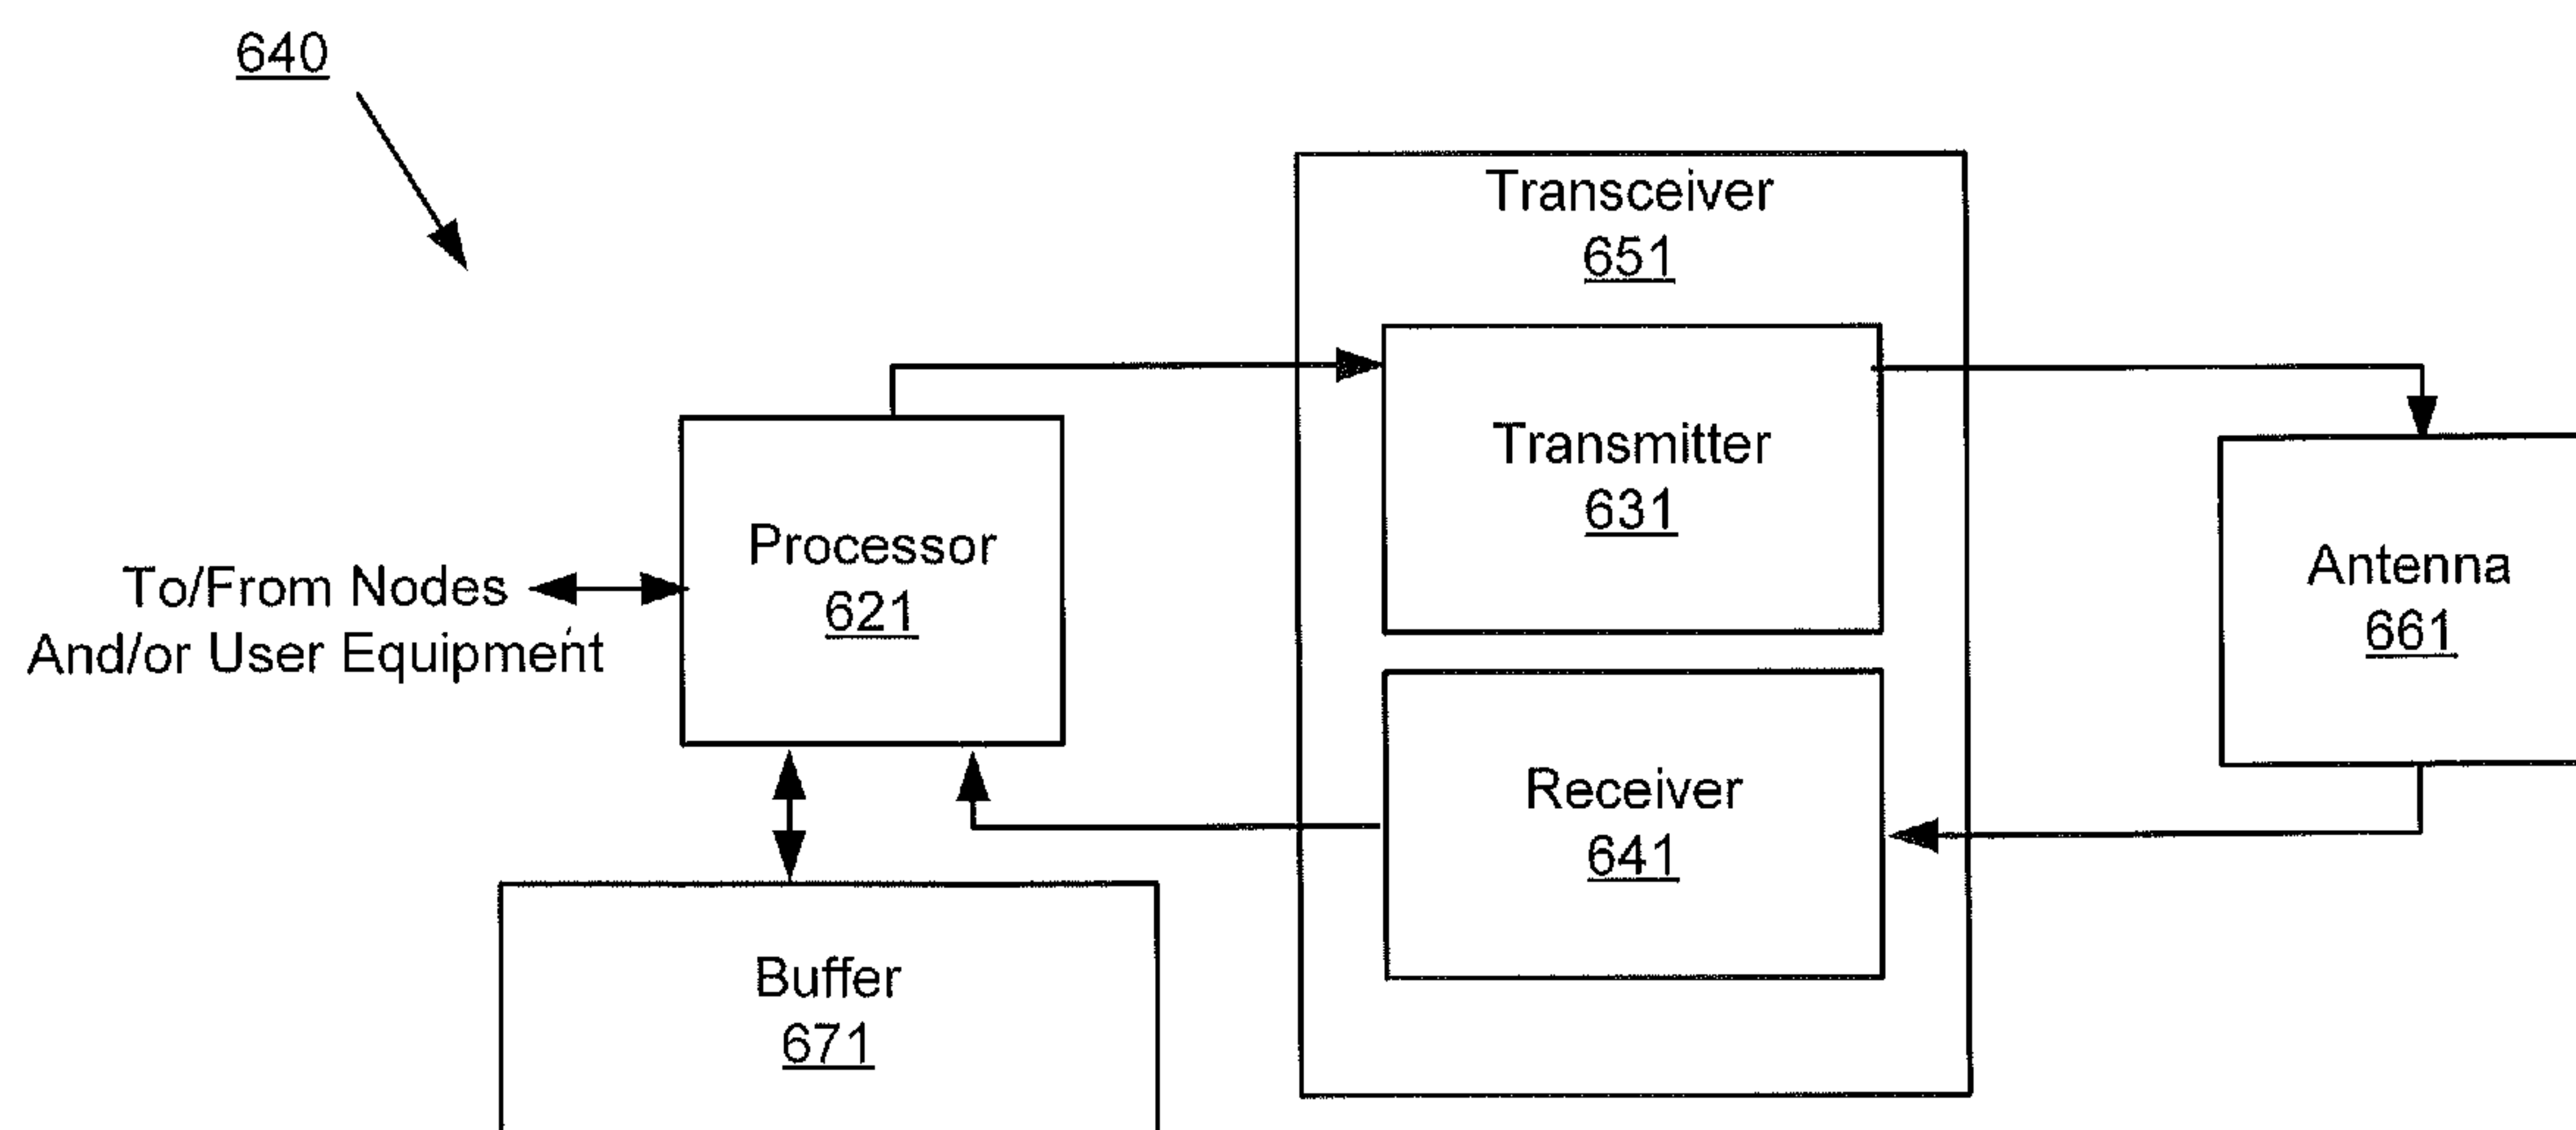 640
Transceiver
651
Transmitter
631
Processor
621
To/From Nodes
And/or User Equipment
Antenna
661
Receiver
641
Buffer
671